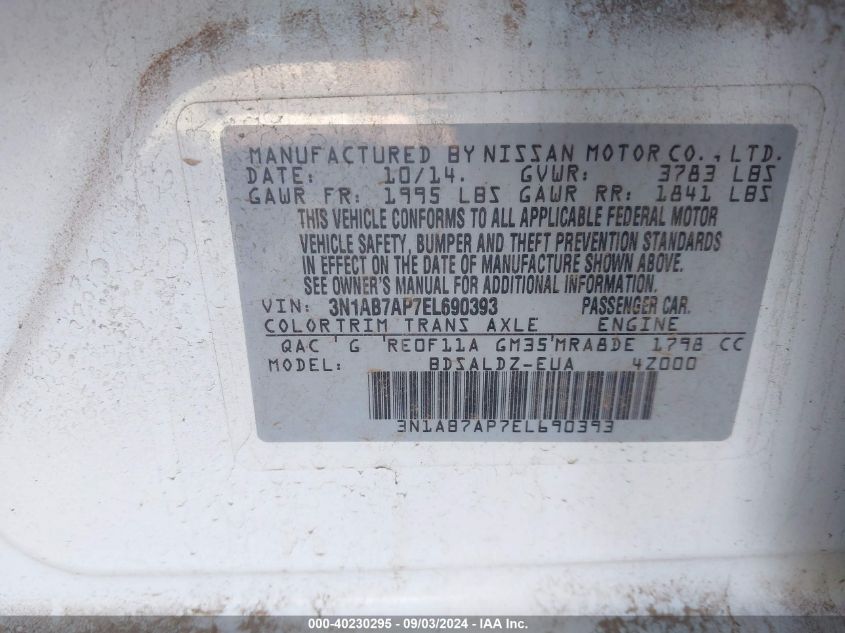 MANUFACTURED BY NISSAN MOTOR CO., LTD.
DATE: 10/14. GVWR: 3783 LBS
GAWR FR: 1995 LBS GAWR RR: 1841 LBS
THIS VEHICLE CONFORMS TO ALL APPLICABLE FEDERAL MOTOR
VEHICLE SAFETY, BUMPER AND THEFT PREVENTION STANDARDS
IN EFFECT ON THE DATE OF MANUFACTURE SHOWN ABOVE.
SEE OWNER'S MANUAL FOR ADDITIONAL INFORMATION.
VIN: 3N1AB7AP7EL690393 PASSENGER CAR.
COLORTRIM TRANS AXLE ENGINE
QAC G RE0F11A GM35 MRA8DE 1798 CC
MODEL: BDSALDZ-EUA 4Z000
3N1AB7AP7EL690393
000-40230295 - 09/03/2024 - IAA Inc.